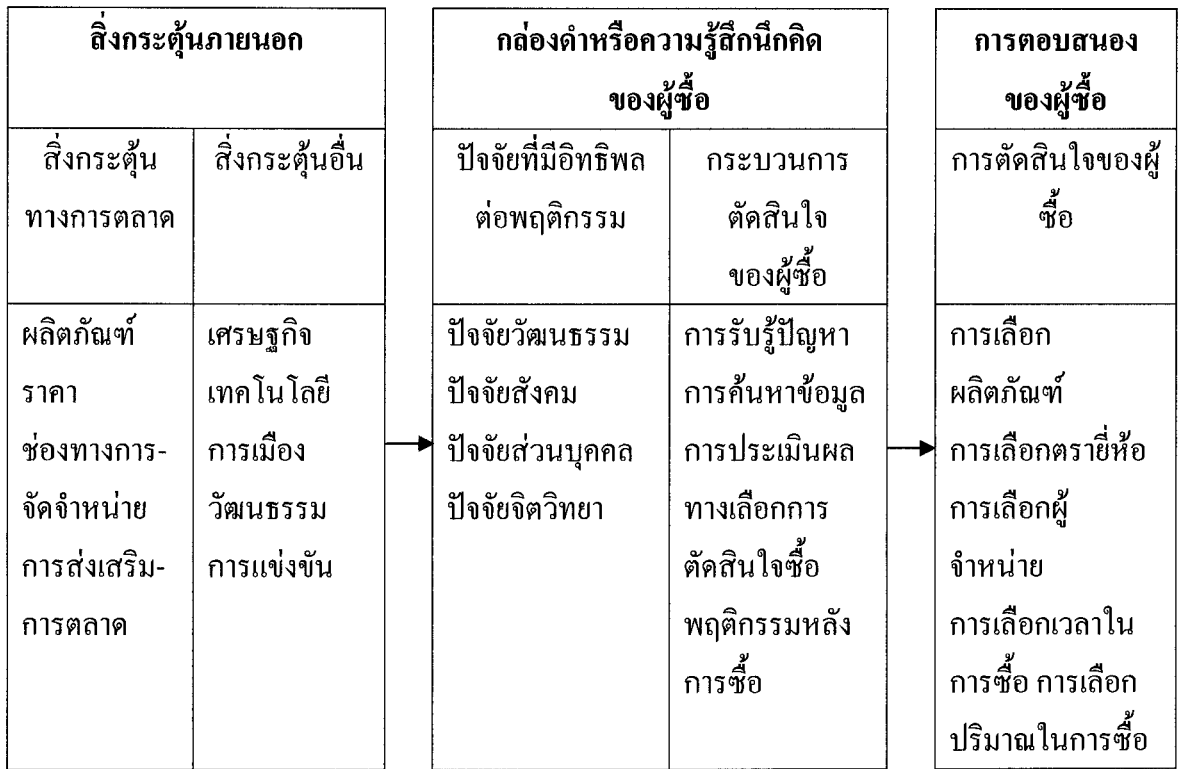 สิ่งกระตุ้นภายนอก
สิ่งกระตุ้น
ทางการตลาด
สิ่งกระตุ้นอื่น
ผลิตภัณฑ์
ราคา
ช่องทางการ-
จัดจำหน่าย
การส่งเสริม-
การตลาด
เศรษฐกิจ
เทคโนโลยี
การเมือง
วัฒนธรรม
การแข่งขัน
กล่องดำหรือความรู้สึกนึกคิด
ของผู้ซื้อ
ปัจจัยที่มีอิทธิพล
ต่อพฤติกรรม
กระบวนการ
ตัดสินใจ
ของผู้ซื้อ
ปัจจัยวัฒนธรรม
ปัจจัยสังคม
ปัจจัยส่วนบุคคล
ปัจจัยจิตวิทยา
การรับรู้ปัญหา
การค้นหาข้อมูล
การประเมินผล
ทางเลือกการ
ตัดสินใจซื้อ
พฤติกรรมหลัง
การซื้อ
การตอบสนอง
ของผู้ซื้อ
การตัดสินใจของผู้
ซื้อ
การเลือก
ผลิตภัณฑ์
การเลือกตรายี่ห้อ
การเลือกผู้
จำหน่าย
การเลือกเวลาใน
การซื้อ การเลือก
ปริมาณในการซื้อ